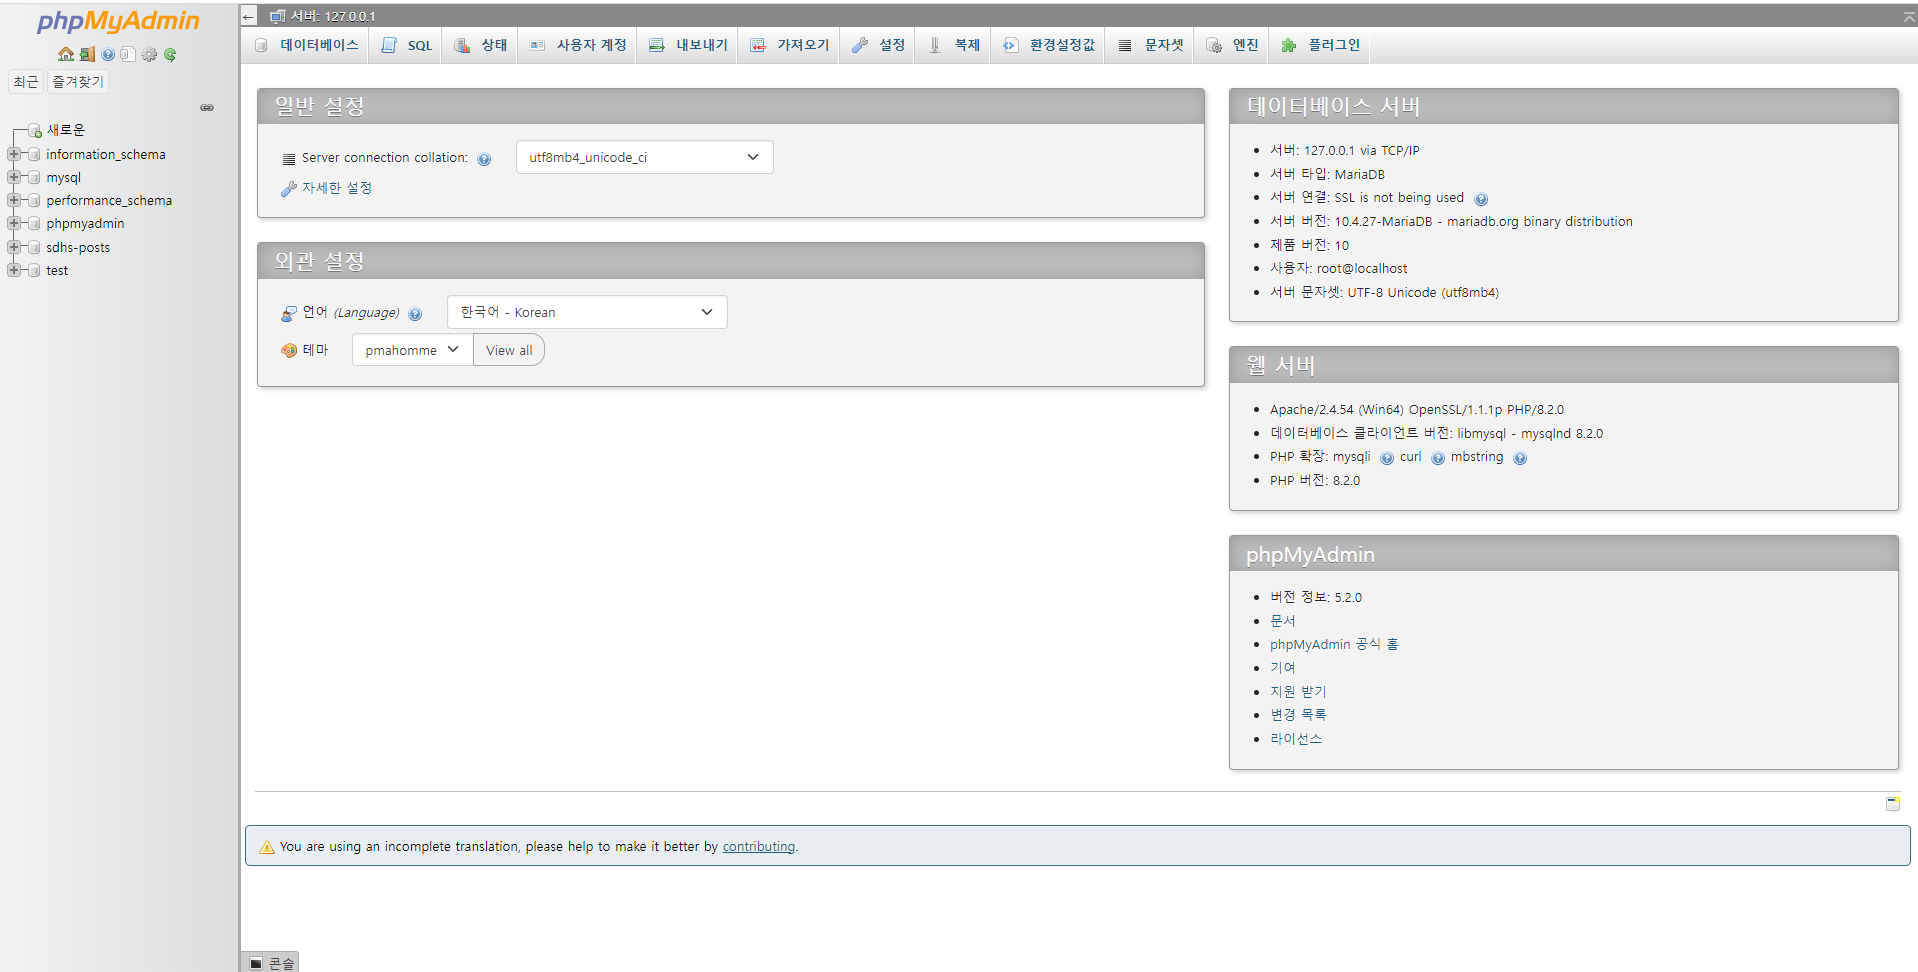 phpMyAdmin
최근 즐겨찾기
새로운
information_schema
mysql
performance_schema
phpmyadmin
sdhs-posts
test
서버: 127.0.0.1
데이터베이스 SQL 상태 사용자 계정 내보내기 가져오기 설정 복제 환경설정값 문자셋 엔진 플러그인
일반 설정
Server connection collation: utf8mb4_unicode_ci
자세한 설정
외관 설정
언어 (Language) 한국어 - Korean
테마 pmahomme View all
데이터베이스 서버
서버: 127.0.0.1 via TCP/IP
서버 타입: MariaDB
서버 연결: SSL is not being used
서버 버전: 10.4.27-MariaDB - mariadb.org binary distribution
제품 버전: 10
사용자: root@localhost
서버 문자셋: UTF-8 Unicode (utf8mb4)
웹 서버
Apache/2.4.54 (Win64) OpenSSL/1.1.1p PHP/8.2.0
데이터베이스 클라이언트 버전: libmysql - mysqlnd 8.2.0
PHP 확장: mysqli curl mbstring
PHP 버전: 8.2.0
phpMyAdmin
버전 정보: 5.2.0
문서
phpMyAdmin 공식 홈
기여
지원 받기
변경 목록
라이선스
You are using an incomplete translation, please help to make it better by contributing.
콘솔